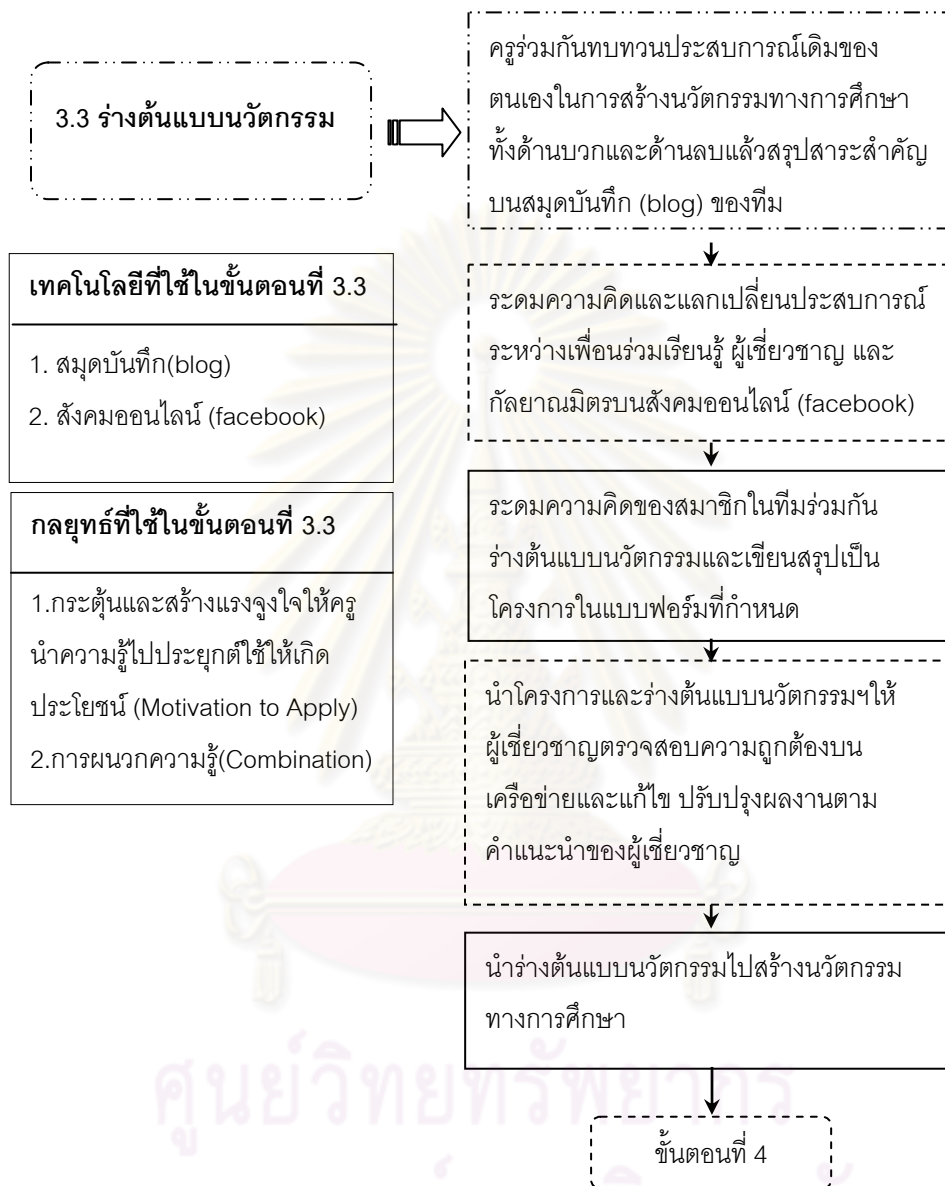 3.3 ร่างต้นแบบนวัตกรรม
ครูร่วมกันทบทวนประสบการณ์เดิมของ
ตนเองในการสร้างนวัตกรรมทางการศึกษา
ทั้งด้านบวกและด้านลบแล้วสรุปสาระสำคัญ
บนสมุดบันทึก (blog) ของทีม
เทคโนโลยีที่ใช้ในขั้นตอนที่ 3.3
1. สมุดบันทึก(blog)
2. สังคมออนไลน์ (facebook)
ระดมความคิดและแลกเปลี่ยนประสบการณ์
ระหว่างเพื่อนร่วมเรียนรู้ ผู้เชี่ยวชาญ และ
กัลยาณมิตรบนสังคมออนไลน์ (facebook)
กลยุทธ์ที่ใช้ในขั้นตอนที่ 3.3
1.กระตุ้นและสร้างแรงจูงใจให้ครู
นำความรู้ไปประยุกต์ใช้ให้เกิด
ประโยชน์ (Motivation to Apply)
2.การผนวกความรู้(Combination)
ระดมความคิดของสมาชิกในทีมร่วมกัน
ร่างต้นแบบนวัตกรรมและเขียนสรุปเป็น
โครงการในแบบฟอร์มที่กำหนด
นำโครงการและร่างต้นแบบนวัตกรรมฯให้
ผู้เชี่ยวชาญตรวจสอบความถูกต้องบน
เครือข่ายและแก้ไข ปรับปรุงผลงานตาม
คำแนะนำของผู้เชี่ยวชาญ
นำร่างต้นแบบนวัตกรรมไปสร้างนวัตกรรม
ทางการศึกษา
ศูนย์วิทยทรัพยากร
ขั้นตอนที่ 4